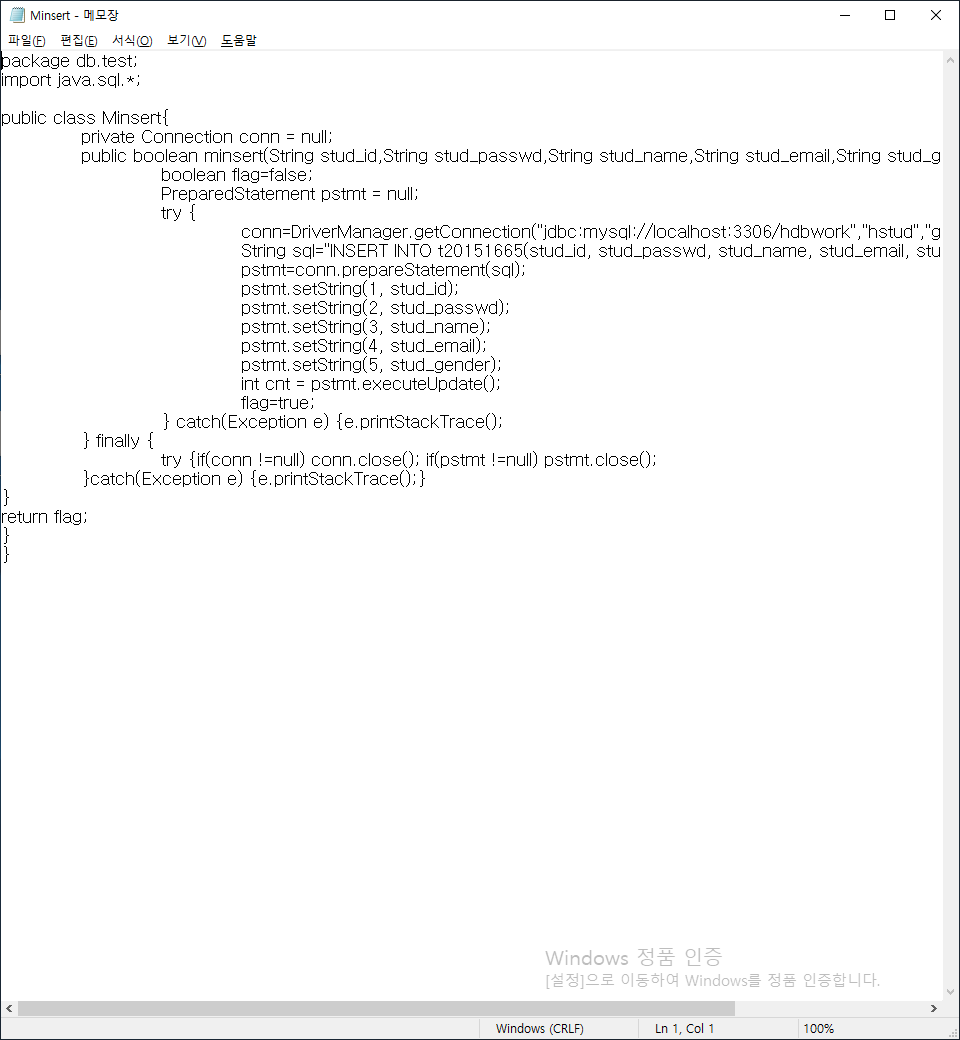 Minsert - 메모장
파일(F) 편집(E) 서식(O) 보기(V) 도움말
package db.test;
import java.sql.*;
public class Minsert{
private Connection conn = null;
public boolean minsert(String stud_id,String stud_passwd,String stud_name,String stud_email,String stud_g
boolean flag=false;
PreparedStatement pstmt = null;
try {
conn=DriverManager.getConnection("jdbc:mysql://localhost:3306/hdbwork","hstud","g
String sql="INSERT INTO t20151665(stud_id, stud_passwd, stud_name, stud_email, stu
pstmt=conn.prepareStatement(sql);
pstmt.setString(1, stud_id);
pstmt.setString(2, stud_passwd);
pstmt.setString(3, stud_name);
pstmt.setString(4, stud_email);
pstmt.setString(5, stud_gender);
int cnt = pstmt.executeUpdate();
flag=true;
} catch(Exception e) {e.printStackTrace();
} finally {
try {if(conn !=null) conn.close(); if(pstmt !=null) pstmt.close();
}catch(Exception e) {e.printStackTrace();}
}
return flag;
}
}
Windows 정품 인증
[설정]으로 이동하여 Windows를 정품 인증합니다.
Windows (CRLF) Ln 1, Col 1 100%